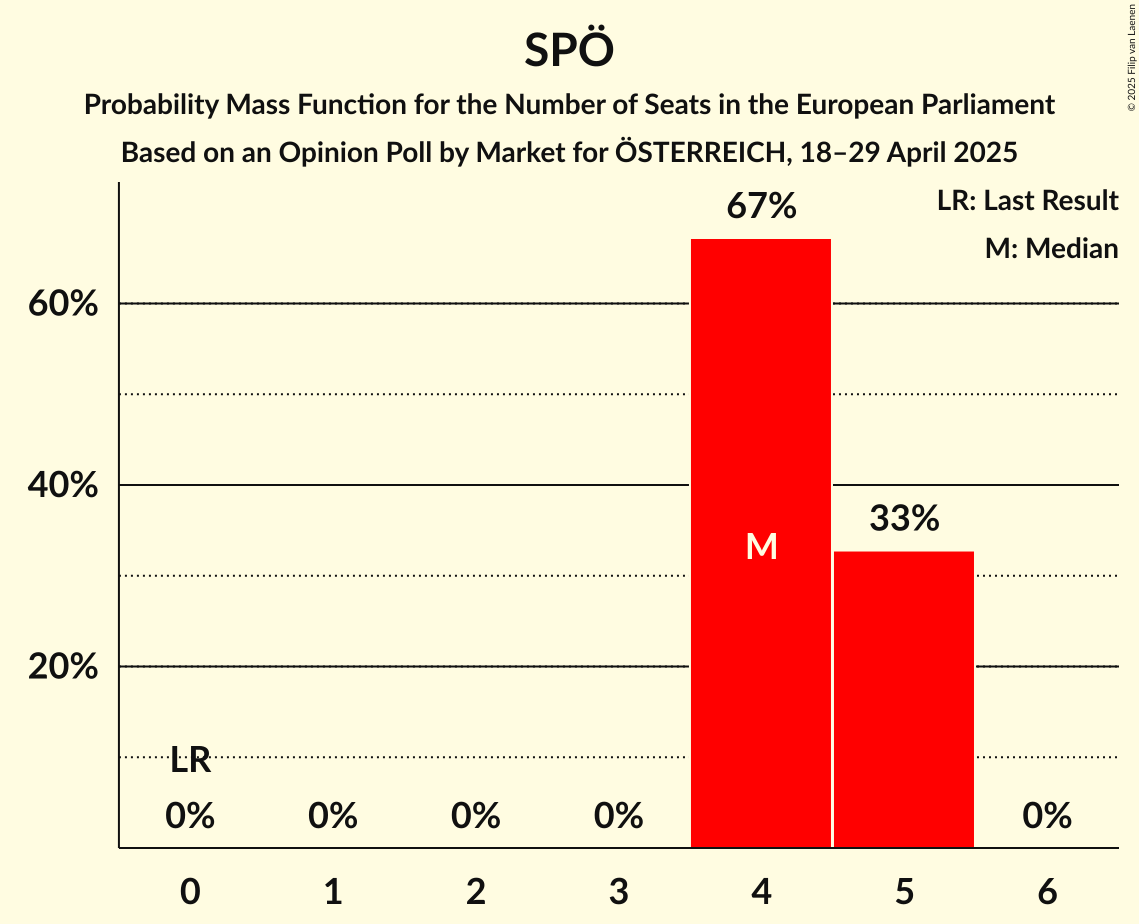 SPÖ
Probability Mass Function for the Number of Seats in the European Parliament
Based on an Opinion Poll by Market for ÖSTERREICH, 18–29 April 2025
© 2025 Filip van Laenen
LR: Last Result
M: Median
67%
60%
40%
33%
M
20%
LR
0% 0% 0% 0% 0%
0 1 2 3 4 5 6